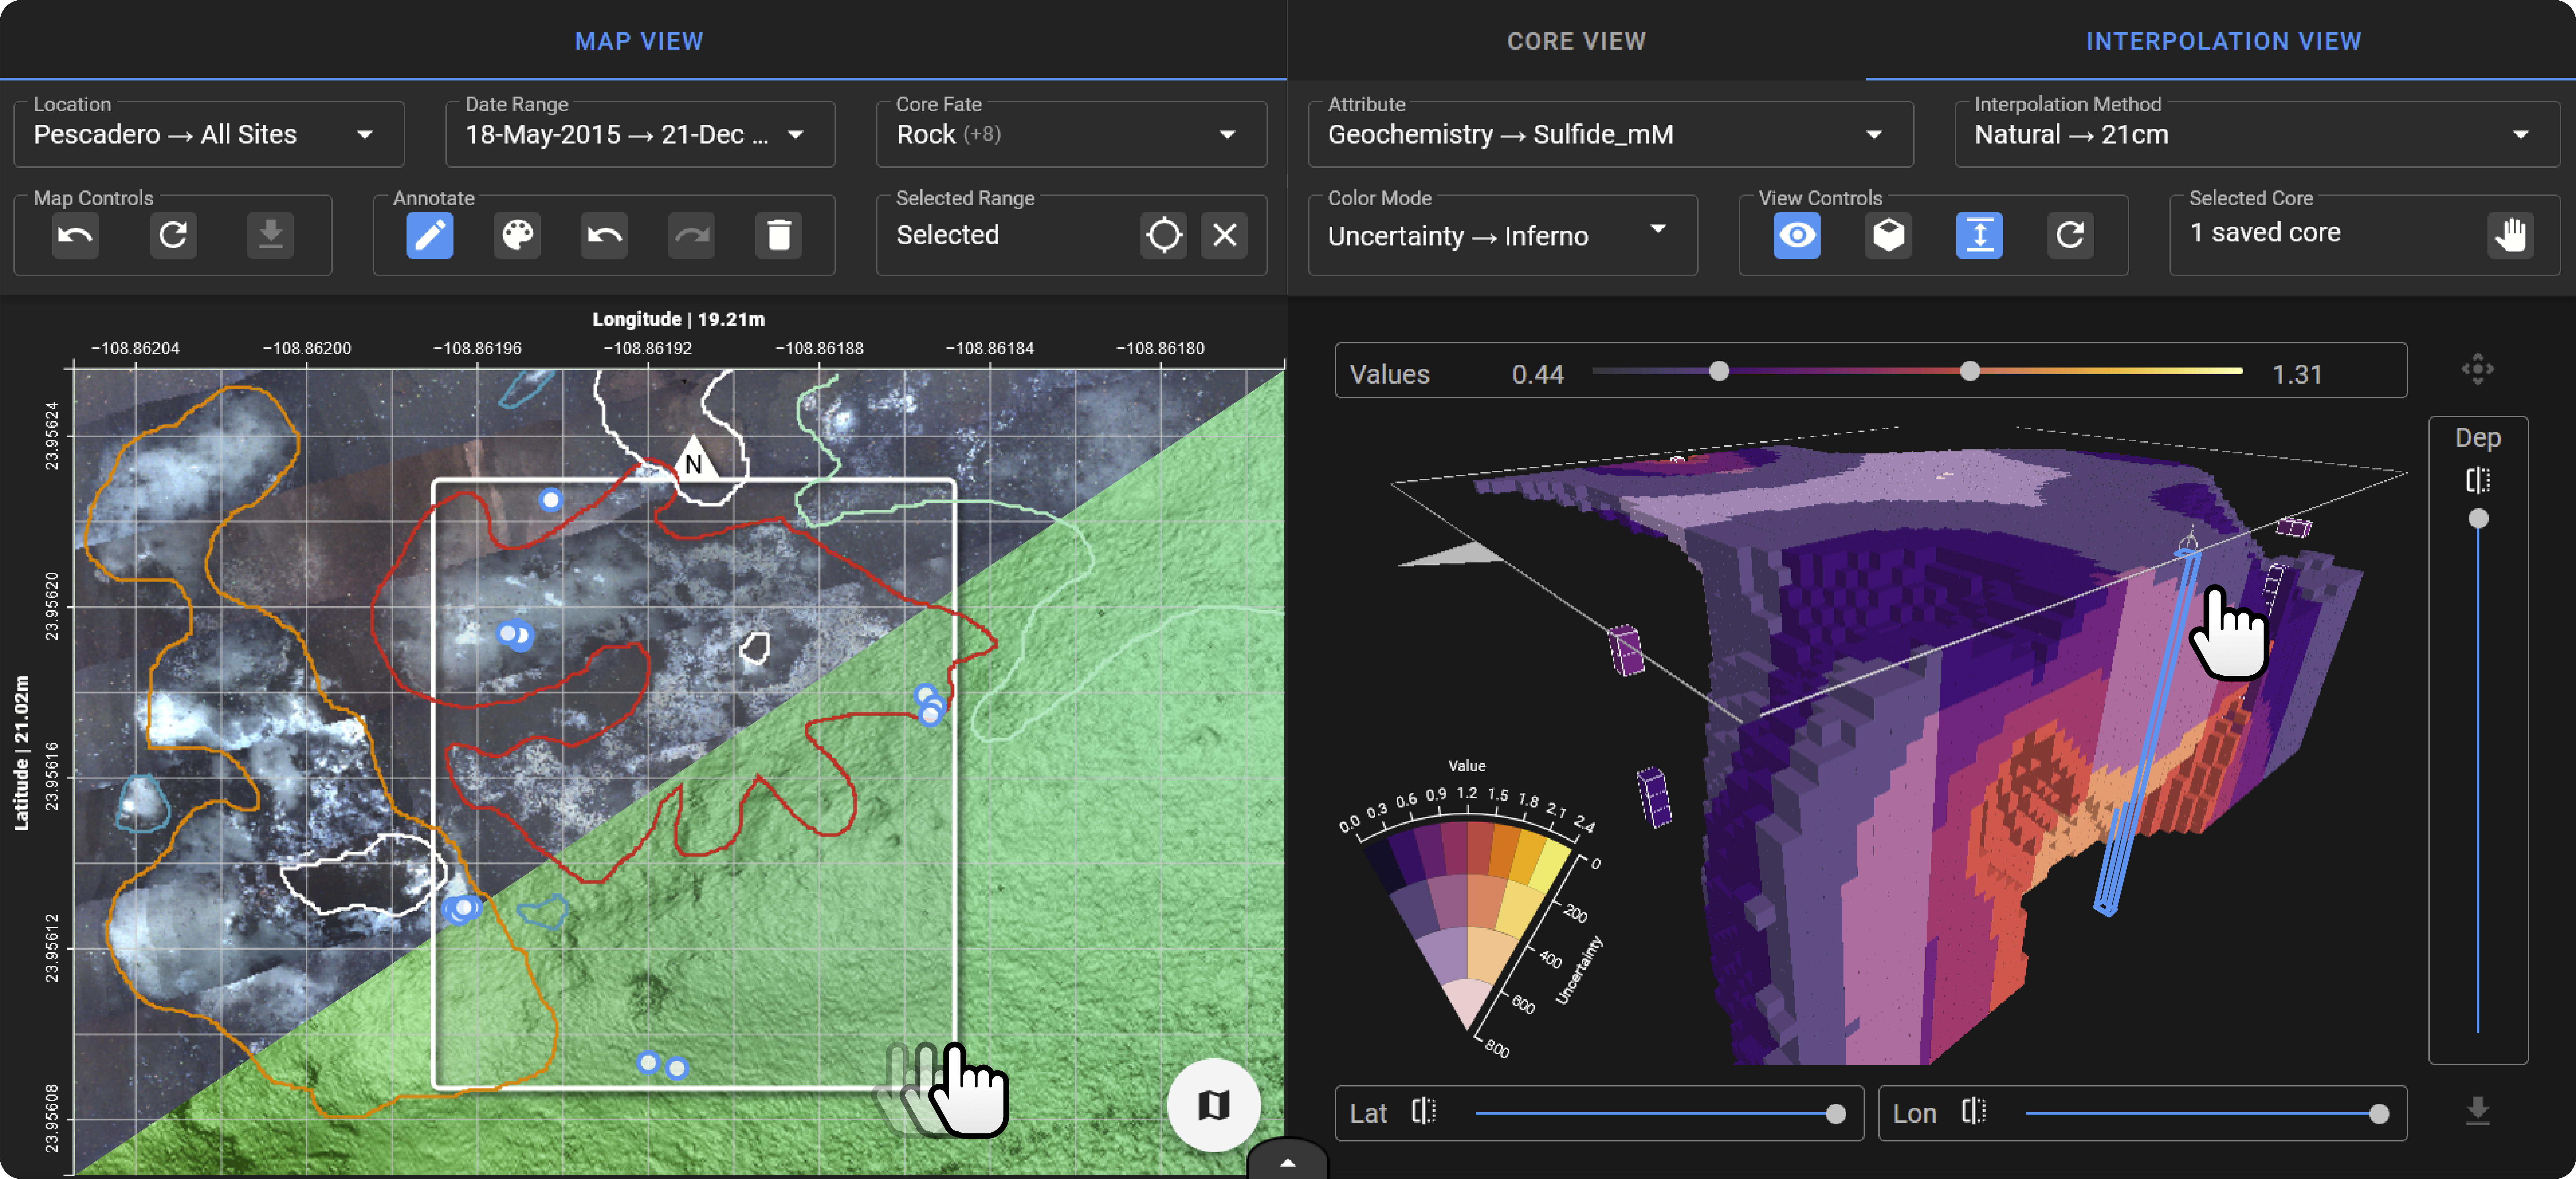 MAP VIEW
CORE VIEW
INTERPOLATION VIEW
Location
Pescadero → All Sites
Date Range
18-May-2015 → 21-Dec ...
Core Fate
Rock (+8)
Attribute
Geochemistry → Sulfide_mM
Interpolation Method
Natural → 21cm
Map Controls
Annotate
Selected Range
Selected
Color Mode
Uncertainty → Inferno
View Controls
Selected Core
1 saved core
Longitude | 19.21m
−108.86204
−108.86200
−108.86196
−108.86192
−108.86188
−108.86184
−108.86180
Latitude | 21.02m
23.95624
23.95620
23.95616
23.95612
23.95608
N
Values
0.44
1.31
Dep
Value
0.0
0.3
0.6
0.9
1.2
1.5
1.8
2.1
2.4
0
200
400
600
800
Uncertainty
Lat
Lon